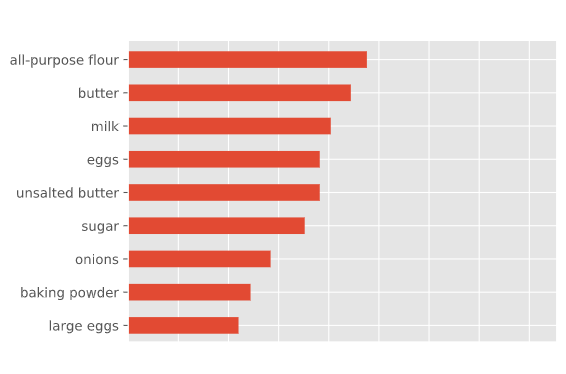 all-purpose flour
butter
milk
eggs
unsalted butter
sugar
onions
baking powder
large eggs